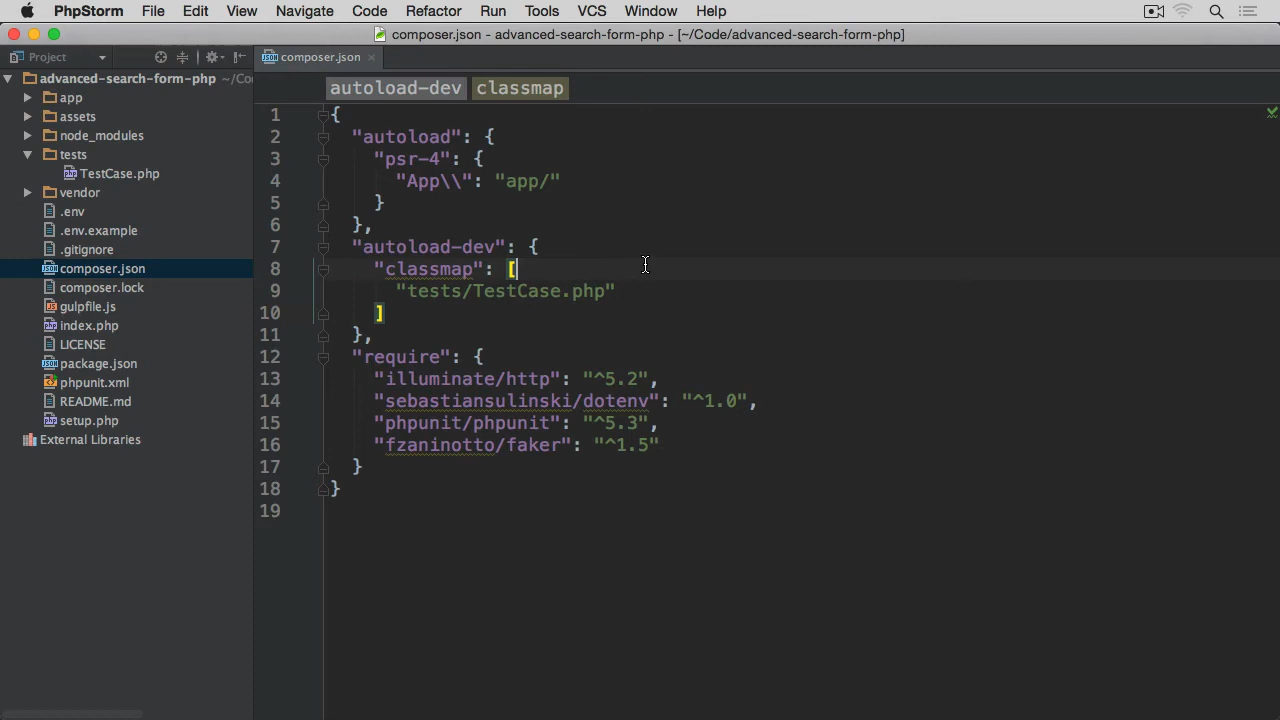 PhpStorm File Edit View Navigate Code Refactor Run Tools VCS Window Help
composer.json - advanced-search-form-php - [~/Code/advanced-search-form-php]
Project
composer.json
advanced-search-form-php ~/Co
app
assets
node_modules
tests
TestCase.php
vendor
.env
.env.example
.gitignore
composer.json
composer.lock
gulpfile.js
index.php
LICENSE
package.json
phpunit.xml
README.md
setup.php
External Libraries
autoload-dev classmap
1 {
2 "autoload": {
3 "psr-4": {
4 "App\\": "app/"
5 }
6 },
7 "autoload-dev": {
8 "classmap": [
9 "tests/TestCase.php"
10 ]
11 },
12 "require": {
13 "illuminate/http": "^5.2",
14 "sebastiansulinski/dotenv": "^1.0",
15 "phpunit/phpunit": "^5.3",
16 "fzaninotto/faker": "^1.5"
17 }
18 }
19